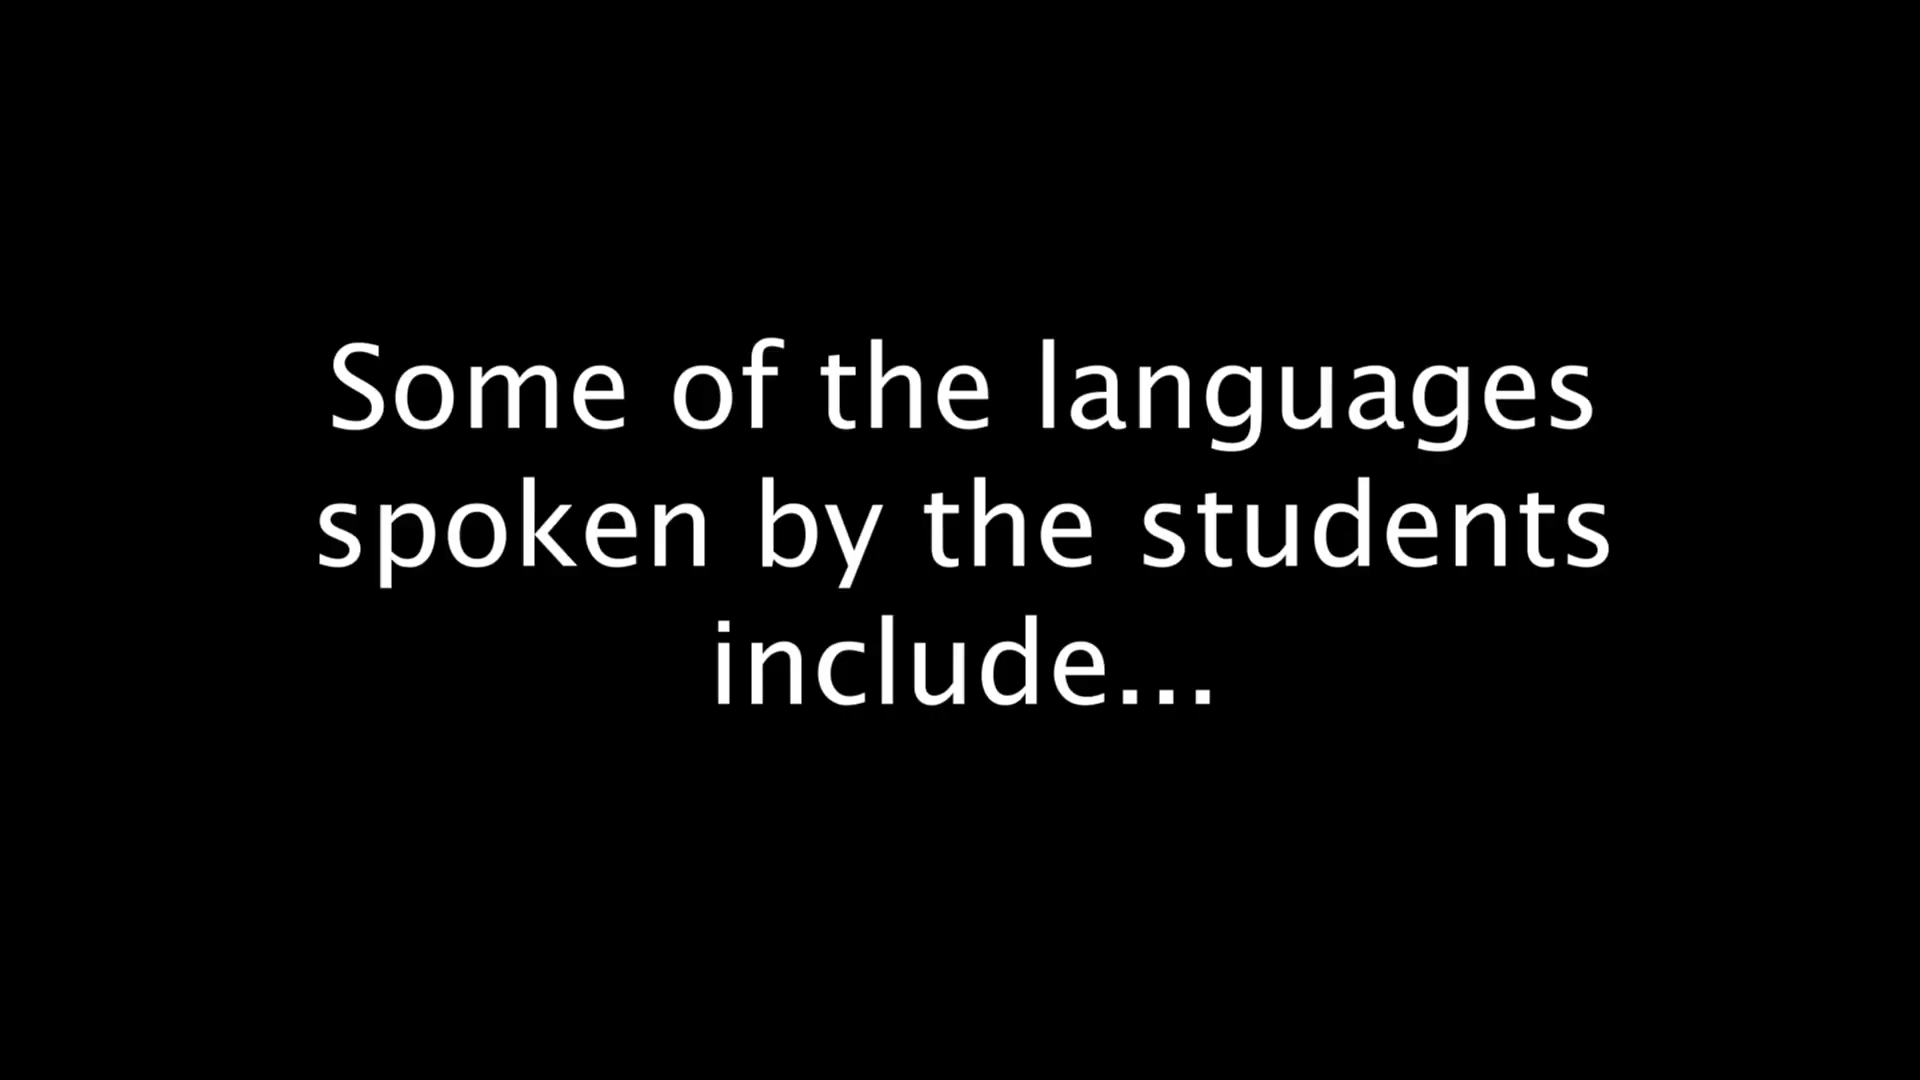 Some of the languages
spoken by the students
include...